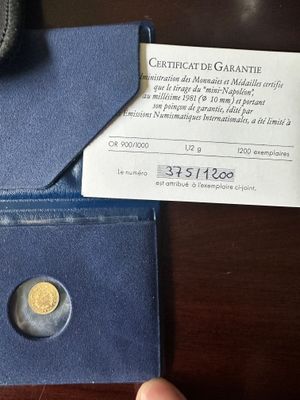 CERTIFICAT DE GARANTIE
Administration des Monnaies et Médailles certifie
que le tirage du "mini-Napoléon",
au millésime 1981 (Φ 10 mm) et portant
son poinçon de garantie, édité par
Emissions Numismatiques Internationales, a été limité à
OR 900/1000 1,12 g 1200 exemplaires
Le numéro 375/1200
est attribué à l'exemplaire ci-joint.